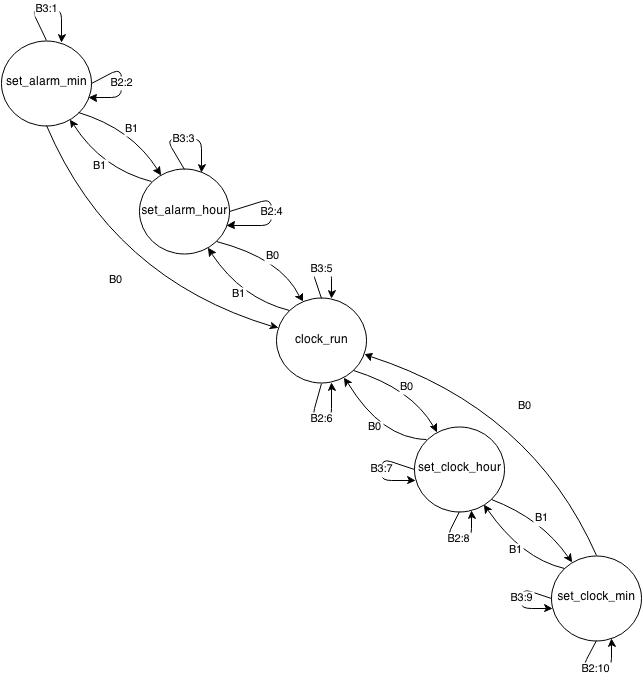 B3:1
set_alarm_min
B2:2
B1
B3:3
B1
set_alarm_hour
B2:4
B0
B3:5
B0
B1
clock_run
B0
B0
B2:6
B0
B3:7
set_clock_hour
B1
B2:8
B1
B3:9
set_clock_min
B2:10